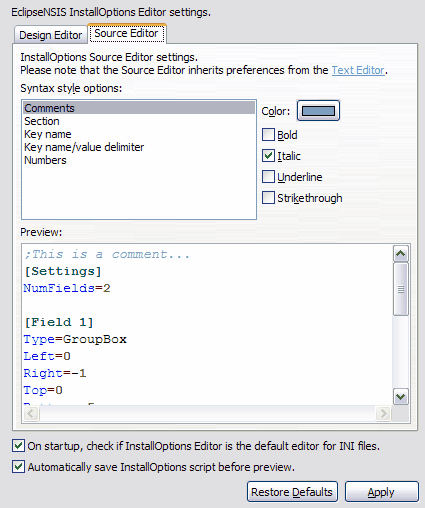 EclipseNSIS InstallOptions Editor settings.
Design Editor Source Editor
InstallOptions Source Editor settings.
Please note that the Source Editor inherits preferences from the Text Editor.
Syntax style options:
Comments
Section
Key name
Key name/value delimiter
Numbers
Color:
Bold
Italic
Underline
Strikethrough
Preview:
;This is a comment...
[Settings]
NumFields=2
[Field 1]
Type=GroupBox
Left=0
Right=-1
Top=0
On startup, check if InstallOptions Editor is the default editor for INI files.
Automatically save InstallOptions script before preview.
Restore Defaults Apply